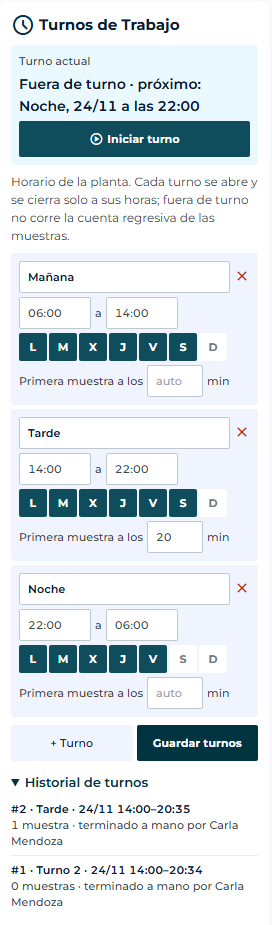 Turnos de Trabajo
Turno actual
Fuera de turno · próximo:
Noche, 24/11 a las 22:00
Iniciar turno
Horario de la planta. Cada turno se abre y
se cierra solo a sus horas; fuera de turno
no corre la cuenta regresiva de las
muestras.
Mañana
06:00 a 14:00
L M X J V S D
Primera muestra a los auto min
Tarde
14:00 a 22:00
L M X J V S D
Primera muestra a los 20 min
Noche
22:00 a 06:00
L M X J V S D
Primera muestra a los auto min
+ Turno Guardar turnos
Historial de turnos
#2 · Tarde · 24/11 14:00–20:35
1 muestra · terminado a mano por Carla
Mendoza
#1 · Turno 2 · 24/11 14:00–20:34
0 muestras · terminado a mano por Carla
Mendoza